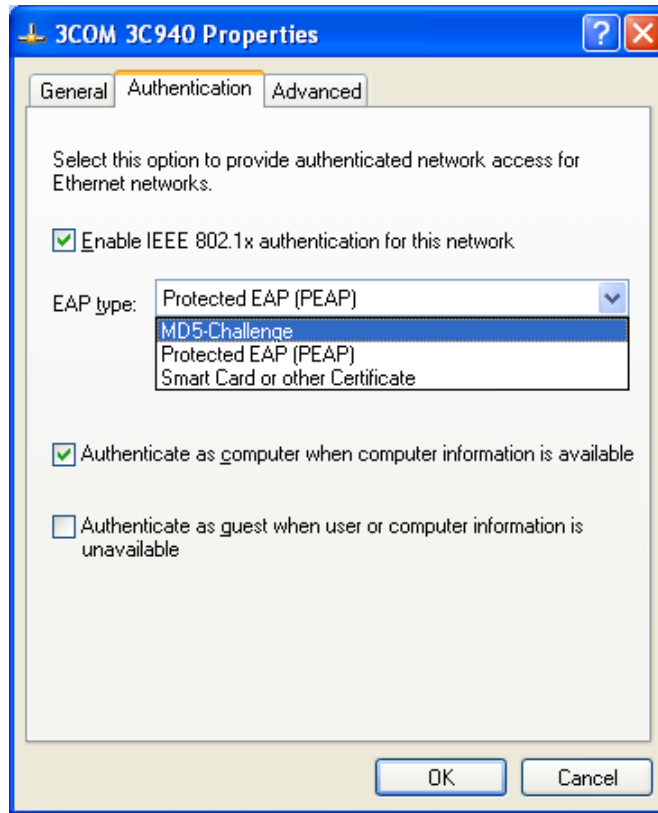 3COM 3C940 Properties
General Authentication Advanced
Select this option to provide authenticated network access for
Ethernet networks.
Enable IEEE 802.1x authentication for this network
EAP type: Protected EAP (PEAP)
MD5-Challenge
Protected EAP (PEAP)
Smart Card or other Certificate
Authenticate as computer when computer information is available
Authenticate as guest when user or computer information is
unavailable
OK Cancel